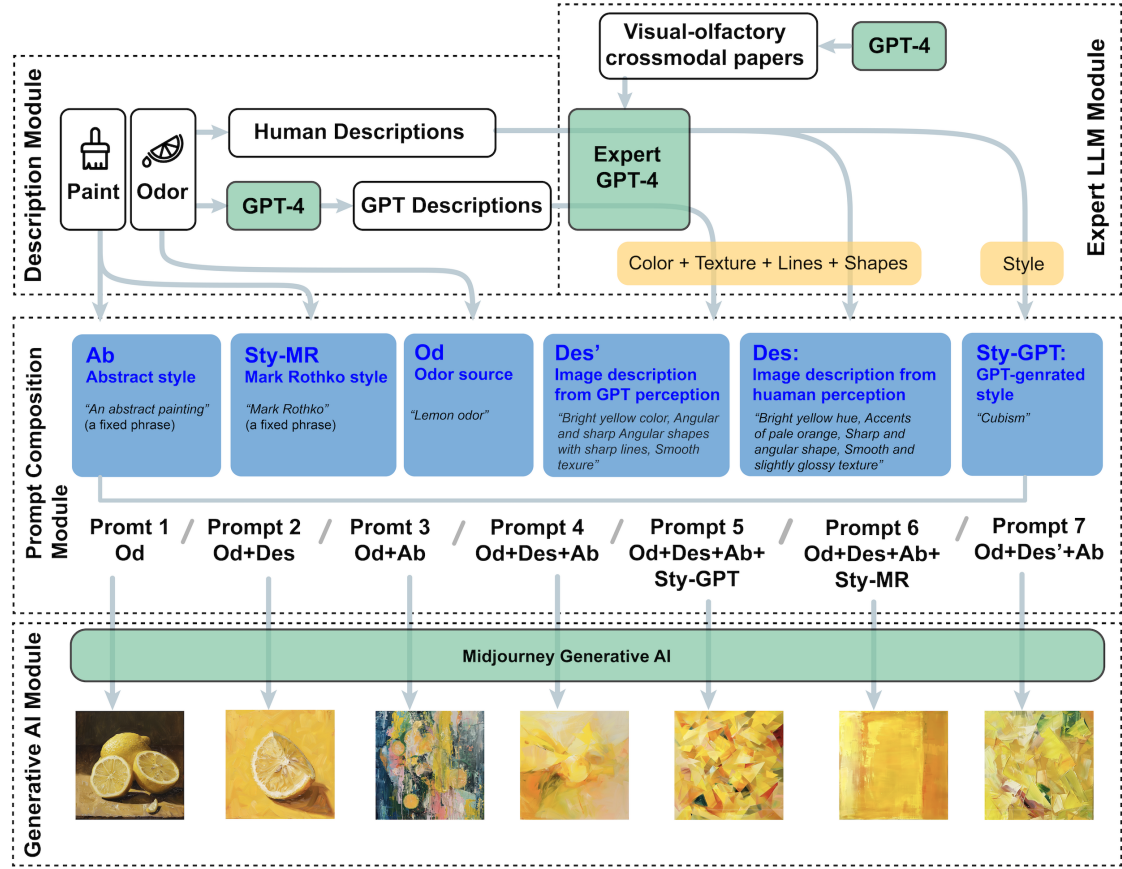 Visual-olfactory
crossmodal papers
GPT-4
Expert LLM Module
Description Module
Paint
Odor
Human Descriptions
GPT-4
GPT Descriptions
Expert
GPT-4
Color + Texture + Lines + Shapes
Style
Prompt Composition
Module
Ab
Abstract style
“An abstract painting”
(a fixed phrase)
Sty-MR
Mark Rothko style
“Mark Rothko”
(a fixed phrase)
Od
Odor source
“Lemon odor”
Des’
Image description
from GPT perception
“Bright yellow color, Angular
and sharp Angular shapes
with sharp lines, Smooth
texure”
Des:
Image description from
huaman perception
“Bright yellow hue, Accents
of pale orange, Sharp and
angular shape, Smooth and
slightly glossy texture”
Sty-GPT:
GPT-genrated
style
“Cubism”
Promt 1
Od
/
Prompt 2
Od+Des
/
Promt 3
Od+Ab
/
Prompt 4
Od+Des+Ab
/
Prompt 5
Od+Des+Ab+
Sty-GPT
/
Prompt 6
Od+Des+Ab+
Sty-MR
/
Prompt 7
Od+Des’+Ab
Generative AI Module
Midjourney Generative AI